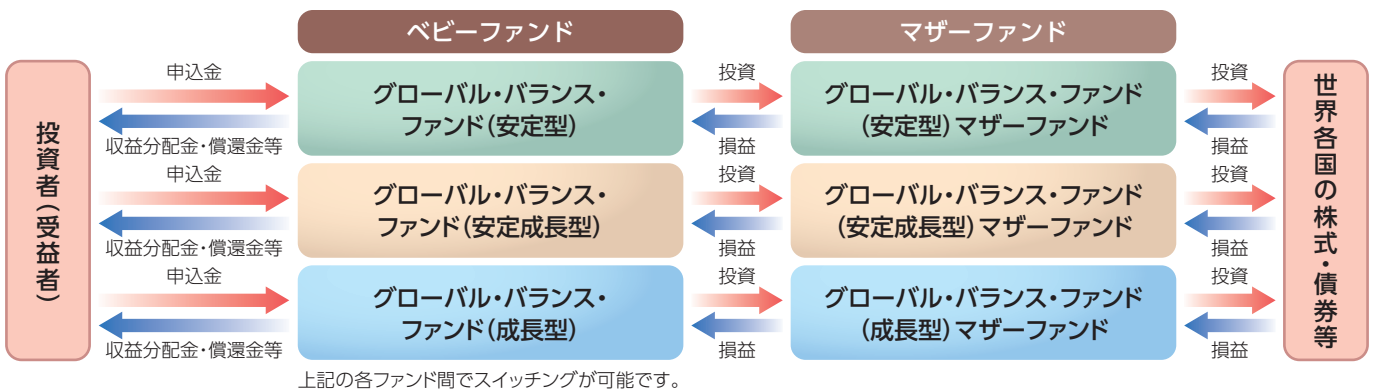 ベビーファンド
マザーファンド
投資者(受益者)
申込金
収益分配金・償還金等
グローバル・バランス・
ファンド(安定型)
投資
損益
グローバル・バランス・ファンド
(安定型)マザーファンド
投資
損益
申込金
収益分配金・償還金等
グローバル・バランス・
ファンド(安定成長型)
投資
損益
グローバル・バランス・ファンド
(安定成長型)マザーファンド
投資
損益
申込金
収益分配金・償還金等
グローバル・バランス・
ファンド(成長型)
投資
損益
グローバル・バランス・ファンド
(成長型)マザーファンド
投資
損益
世界各国の株式・債券等
上記の各ファンド間でスイッチングが可能です。